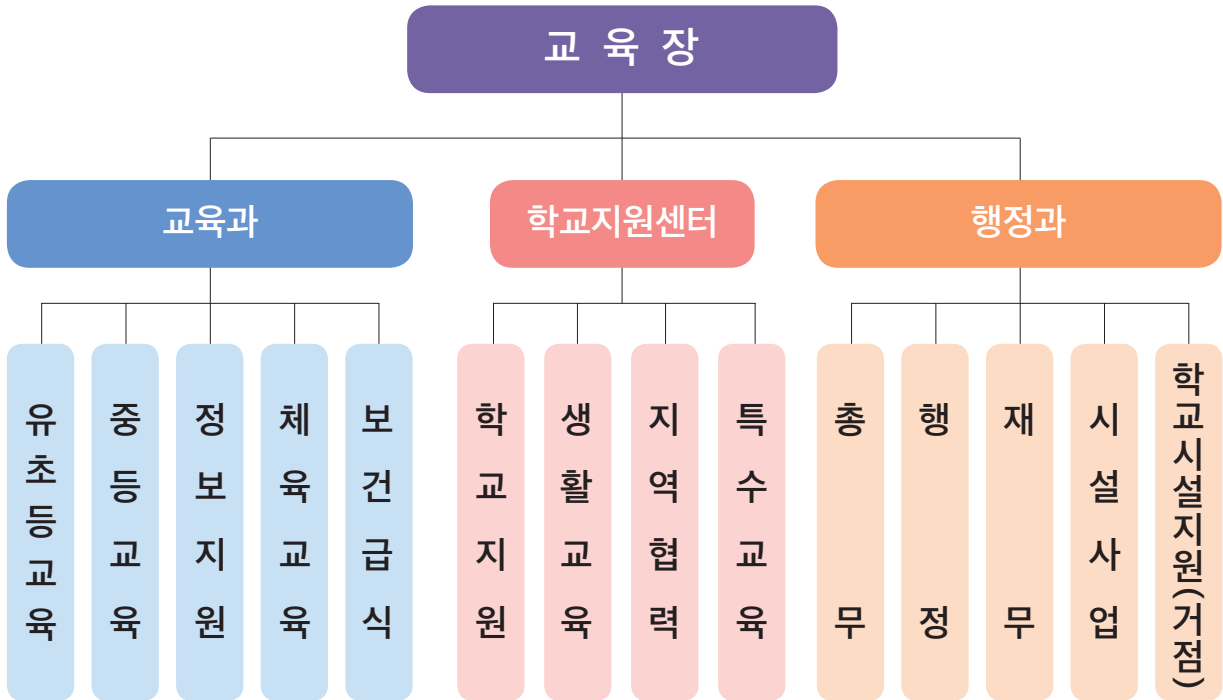 교 육 장
교육과
학교지원센터
행정과
유초등교육
중등교육
정보지원
체육교육
보건급식
학교지원
생활교육
지역협력
특수교육
총무
행정
재무
시설사업
학교시설지원(거점)